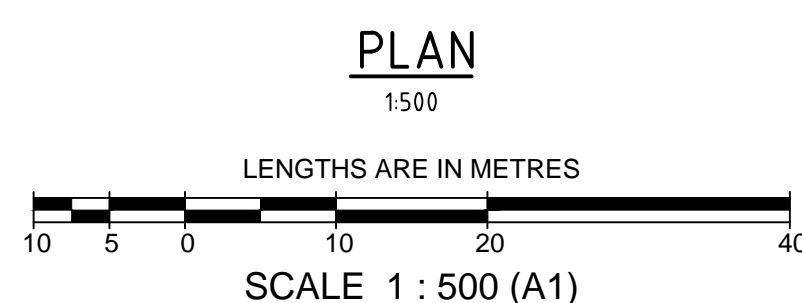 PLAN
1:500
LENGTHS ARE IN METRES
10 5 0 10 20 40
SCALE 1 : 500 (A1)